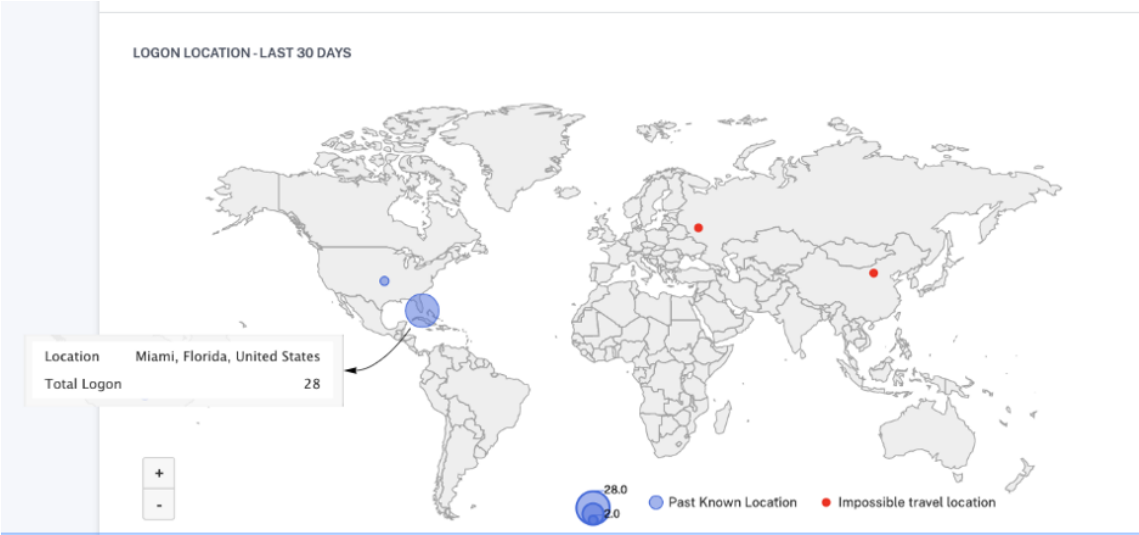 LOGON LOCATION - LAST 30 DAYS
Location Miami, Florida, United States
Total Logon 28
+
-
28.0
2.0
Past Known Location
Impossible travel location